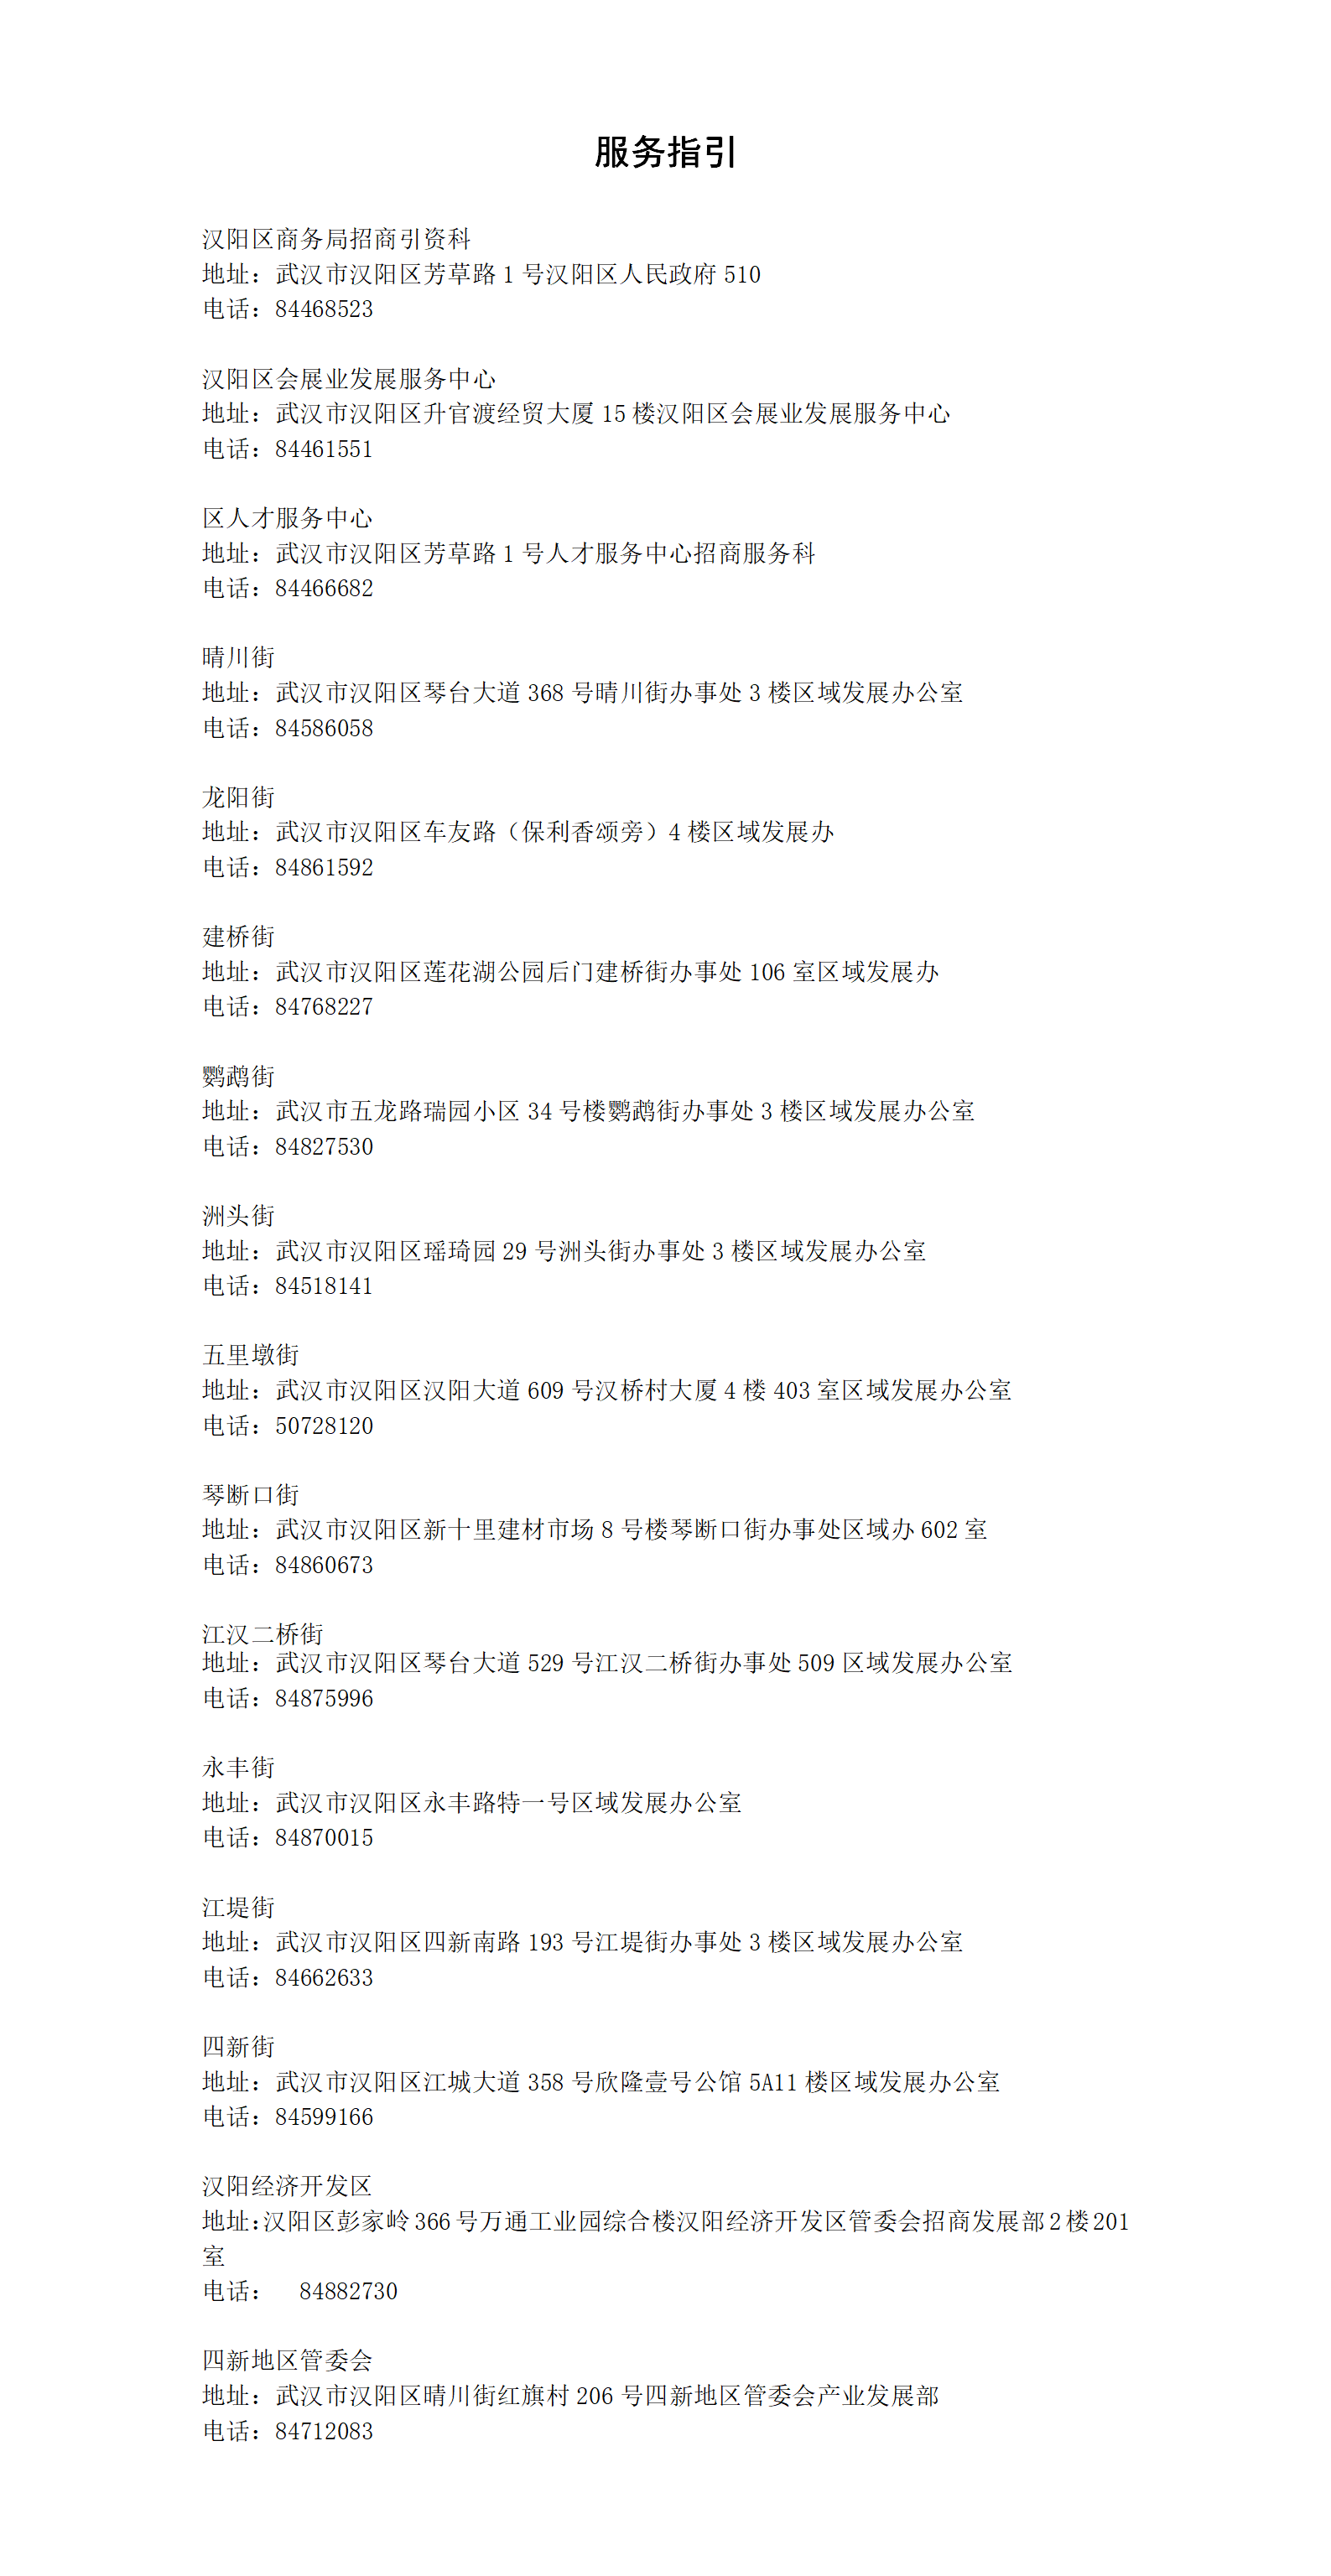 服务指引
汉阳区商务局招商引资科
地址：武汉市汉阳区芳草路 1 号汉阳区人民政府 510
电话：84468523
汉阳区会展业发展服务中心
地址：武汉市汉阳区升官渡经贸大厦 15 楼汉阳区会展业发展服务中心
电话：84461551
区人才服务中心
地址：武汉市汉阳区芳草路 1 号人才服务中心招商服务科
电话：84466682
晴川街
地址：武汉市汉阳区琴台大道 368 号晴川街办事处 3 楼区域发展办公室
电话：84586058
龙阳街
地址：武汉市汉阳区车友路（保利香颂旁）4 楼区域发展办
电话：84861592
建桥街
地址：武汉市汉阳区莲花湖公园后门建桥街办事处 106 室区域发展办
电话：84768227
鹦鹉街
地址：武汉市五龙路瑞园小区 34 号楼鹦鹉街办事处 3 楼区域发展办公室
电话：84827530
洲头街
地址：武汉市汉阳区瑶琦园 29 号洲头街办事处 3 楼区域发展办公室
电话：84518141
五里墩街
地址：武汉市汉阳区汉阳大道 609 号汉桥村大厦 4 楼 403 室区域发展办公室
电话：50728120
琴断口街
地址：武汉市汉阳区新十里建材市场 8 号楼琴断口街办事处区域办 602 室
电话：84860673
江汉二桥街
地址：武汉市汉阳区琴台大道 529 号江汉二桥街办事处 509 区域发展办公室
电话：84875996
永丰街
地址：武汉市汉阳区永丰路特一号区域发展办公室
电话：84870015
江堤街
地址：武汉市汉阳区四新南路 193 号江堤街办事处 3 楼区域发展办公室
电话：84662633
四新街
地址：武汉市汉阳区江城大道 358 号欣隆壹号公馆 5A11 楼区域发展办公室
电话：84599166
汉阳经济开发区
地址：汉阳区彭家岭 366 号万通工业园综合楼汉阳经济开发区管委会招商发展部 2 楼 201
室
电话：  84882730
四新地区管委会
地址：武汉市汉阳区晴川街红旗村 206 号四新地区管委会产业发展部
电话：84712083